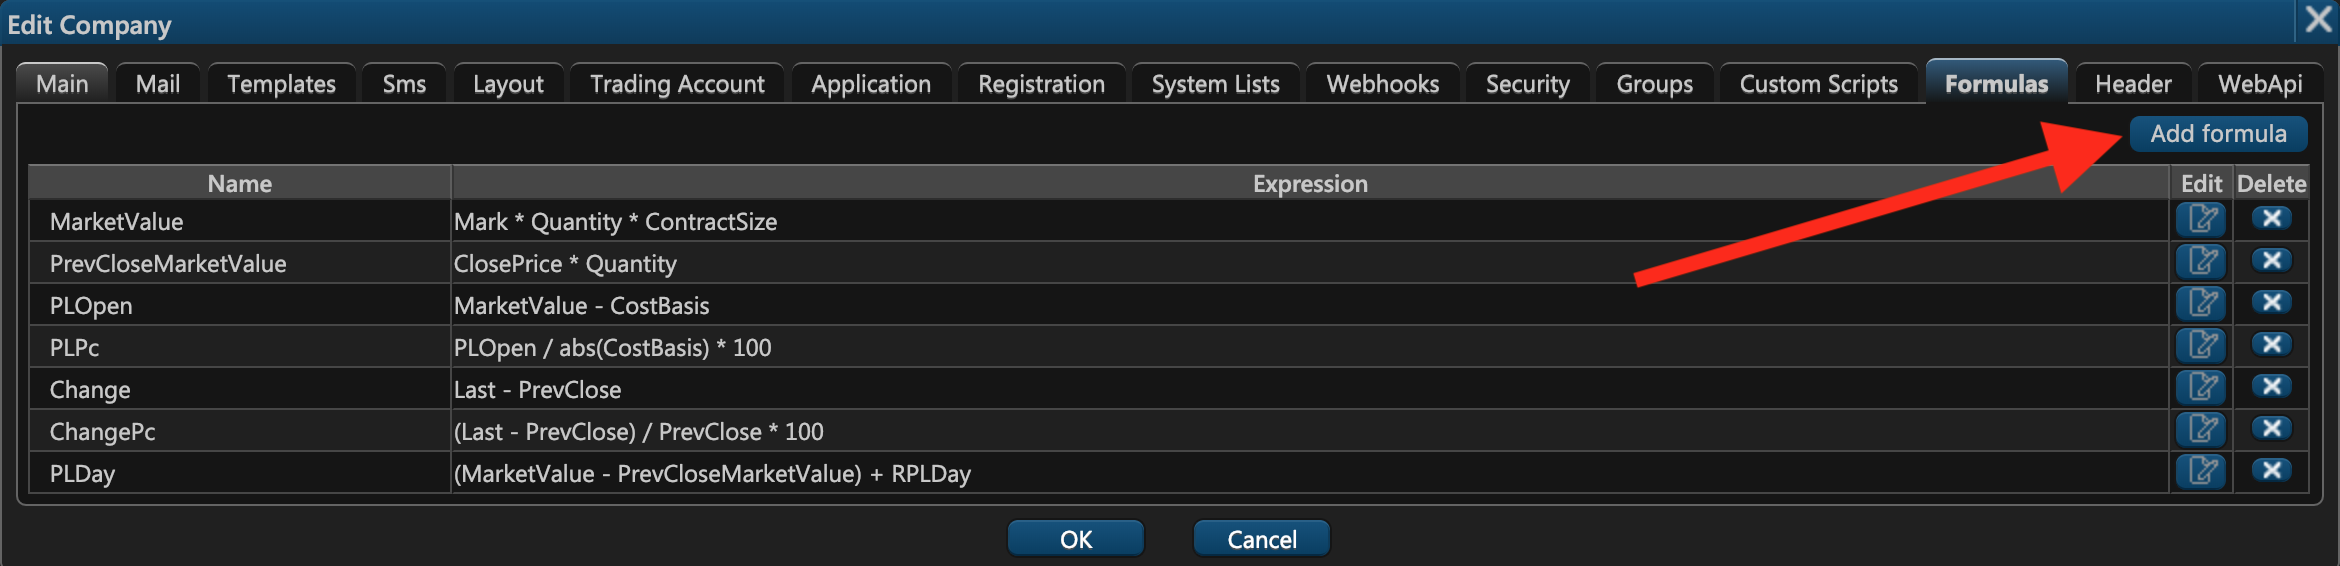 Edit Company
Main Mail Templates Sms Layout Trading Account Application Registration System Lists Webhooks Security Groups Custom Scripts Formulas Header WebApi
Add formula
Name Expression Edit Delete
MarketValue Mark * Quantity * ContractSize
PrevCloseMarketValue ClosePrice * Quantity
PLOpen MarketValue - CostBasis
PLPc PLOpen / abs(CostBasis) * 100
Change Last - PrevClose
ChangePc (Last - PrevClose) / PrevClose * 100
PLDay (MarketValue - PrevCloseMarketValue) + RPLDay
OK Cancel